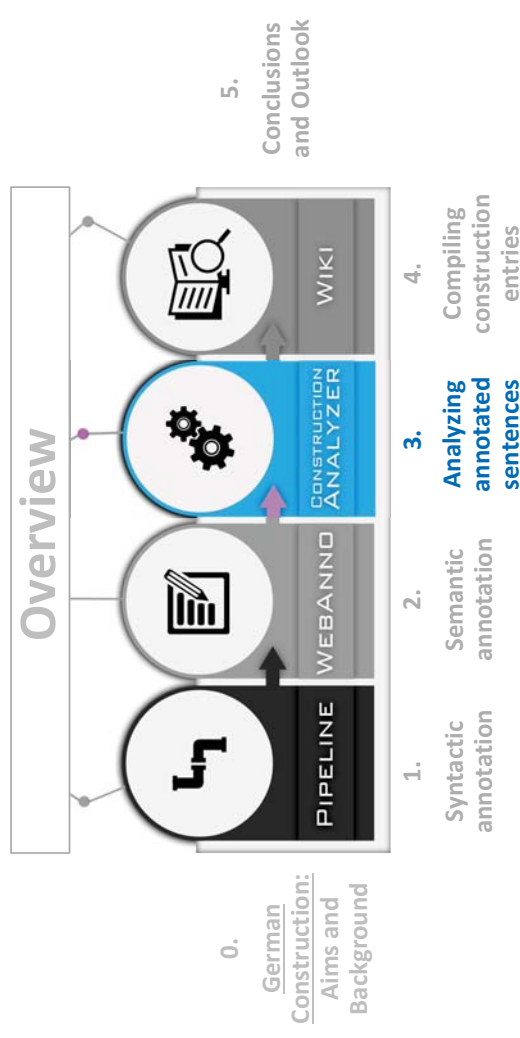 Overview
0.
German
Construction:
Aims and
Background
PIPELINE
1.
Syntactic
annotation
WEBANNO
2.
Semantic
annotation
CONSTRUCTION
ANALYZER
3.
Analyzing
annotated
sentences
WIKI
4.
Compiling
construction
entries
5.
Conclusions
and Outlook